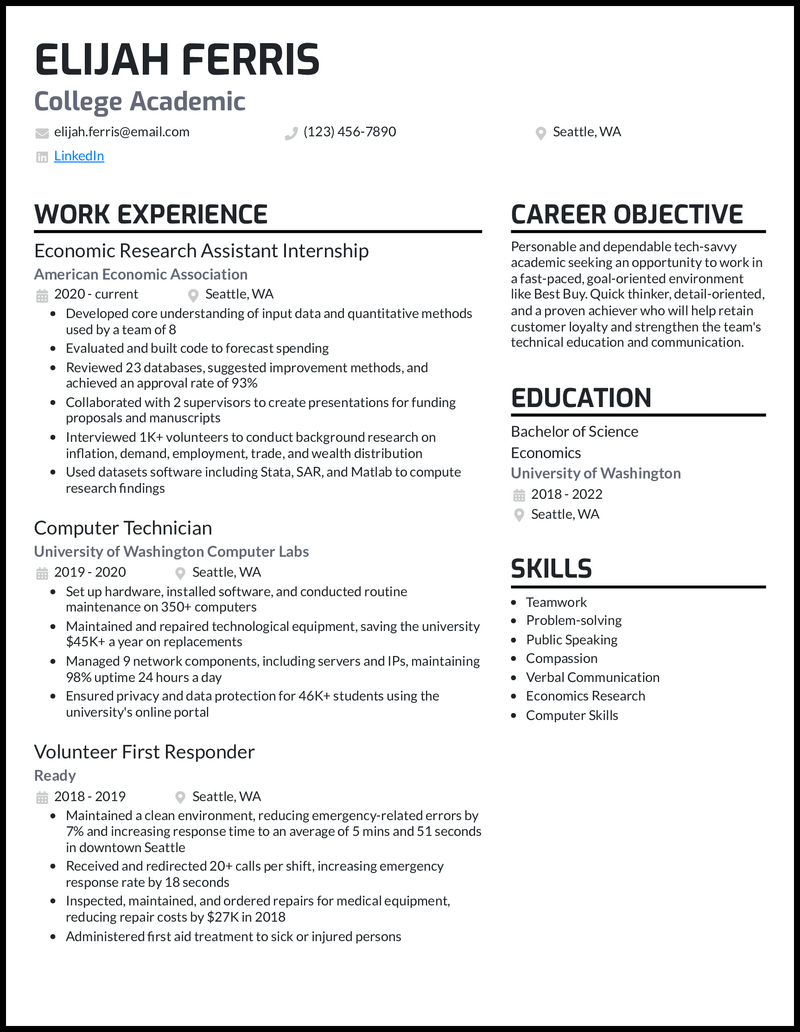 ELIJAH FERRIS
College Academic
elijah.ferris@email.com
(123) 456-7890
Seattle, WA
LinkedIn
WORK EXPERIENCE
Economic Research Assistant Internship
American Economic Association
2020 - current
Seattle, WA
• Developed core understanding of input data and quantitative methods
used by a team of 8
• Evaluated and built code to forecast spending
• Reviewed 23 databases, suggested improvement methods, and
achieved an approval rate of 93%
• Collaborated with 2 supervisors to create presentations for funding
proposals and manuscripts
• Interviewed 1K+ volunteers to conduct background research on
inflation, demand, employment, trade, and wealth distribution
• Used datasets software including Stata, SAR, and Matlab to compute
research findings
Computer Technician
University of Washington Computer Labs
2019 - 2020
Seattle, WA
• Set up hardware, installed software, and conducted routine
maintenance on 350+ computers
• Maintained and repaired technological equipment, saving the university
$45K+ a year on replacements
• Managed 9 network components, including servers and IPs, maintaining
98% uptime 24 hours a day
• Ensured privacy and data protection for 46K+ students using the
university's online portal
Volunteer First Responder
Ready
2018 - 2019
Seattle, WA
• Maintained a clean environment, reducing emergency-related errors by
7% and increasing response time to an average of 5 mins and 51 seconds
in downtown Seattle
• Received and redirected 20+ calls per shift, increasing emergency
response rate by 18 seconds
• Inspected, maintained, and ordered repairs for medical equipment,
reducing repair costs by $27K in 2018
• Administered first aid treatment to sick or injured persons
CAREER OBJECTIVE
Personable and dependable tech-savvy
academic seeking an opportunity to work in
a fast-paced, goal-oriented environment
like Best Buy. Quick thinker, detail-oriented,
and a proven achiever who will help retain
customer loyalty and strengthen the team's
technical education and communication.
EDUCATION
Bachelor of Science
Economics
University of Washington
2018 - 2022
Seattle, WA
SKILLS
• Teamwork
• Problem-solving
• Public Speaking
• Compassion
• Verbal Communication
• Economics Research
• Computer Skills